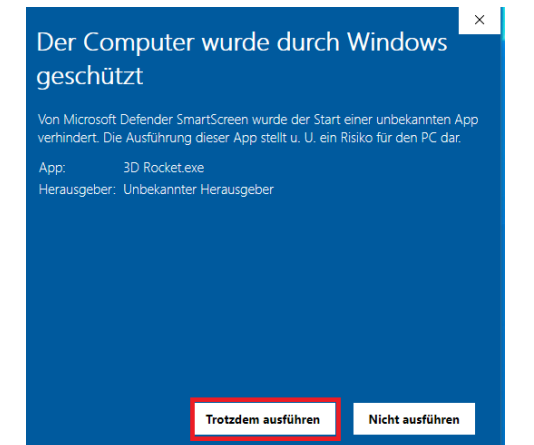 Der Computer wurde durch Windows
geschützt
Von Microsoft Defender SmartScreen wurde der Start einer unbekannten App
verhindert. Die Ausführung dieser App stellt u. U. ein Risiko für den PC dar.
App: 3D Rocket.exe
Herausgeber: Unbekannter Herausgeber
Trotzdem ausführen Nicht ausführen